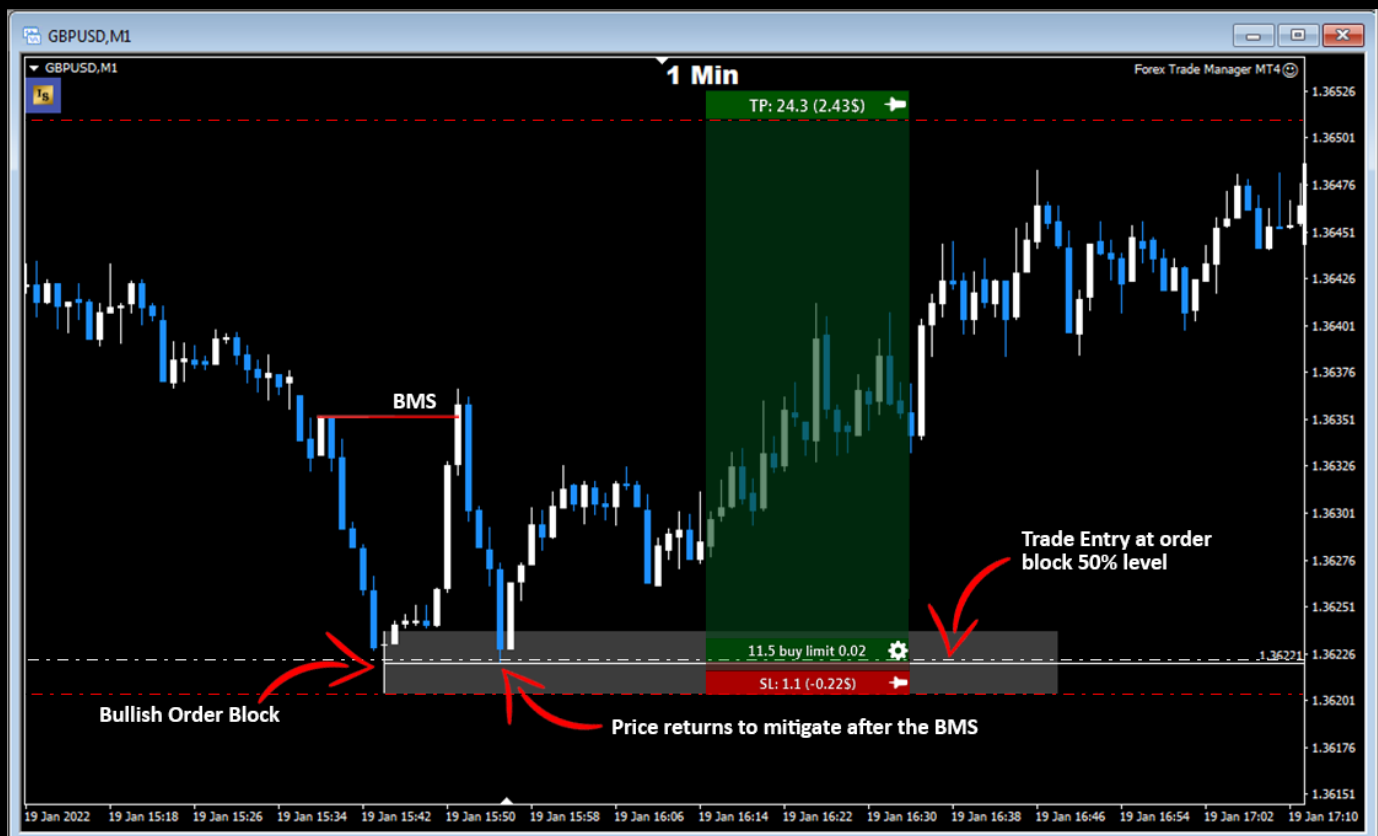 GBPUSD,M1
GBPUSD,M1
1 Min
Forex Trade Manager MT4
TP: 24.3 (2.43$)
BMS
Trade Entry at order
block 50% level
11.5 buy limit 0.02
SL: 1.1 (-0.22$)
Bullish Order Block
Price returns to mitigate after the BMS
1.36526
1.36501
1.36476
1.36451
1.36426
1.36401
1.36376
1.36351
1.36326
1.36301
1.36276
1.36251
1.36226
1.36221
1.36201
1.36176
1.36151
19 Jan 2022
19 Jan 15:18
19 Jan 15:26
19 Jan 15:34
19 Jan 15:42
19 Jan 15:50
19 Jan 15:58
19 Jan 16:06
19 Jan 16:14
19 Jan 16:22
19 Jan 16:30
19 Jan 16:38
19 Jan 16:46
19 Jan 16:54
19 Jan 17:02
19 Jan 17:10